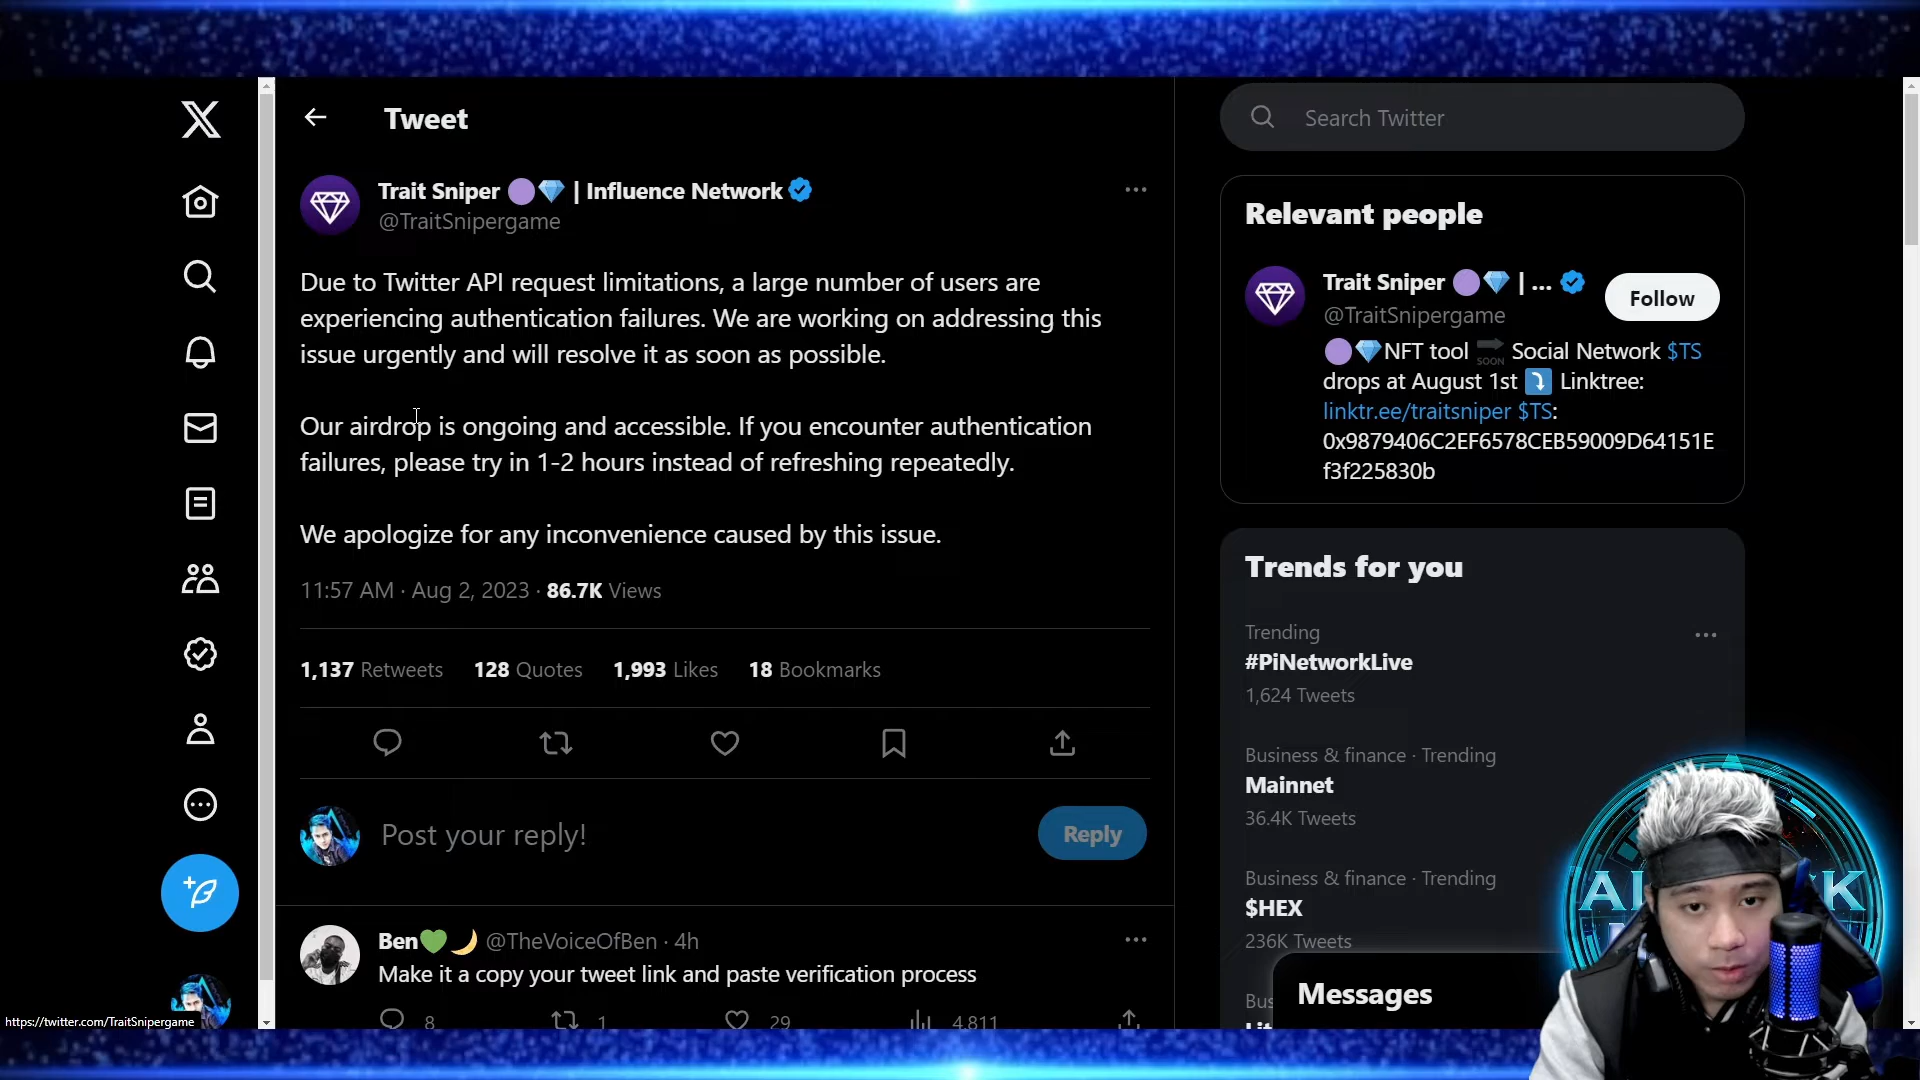 Tweet
Search Twitter
Trait Sniper 🟣💎 | Influence Network
@TraitSnipergame
Due to Twitter API request limitations, a large number of users are
experiencing authentication failures. We are working on addressing this
issue urgently and will resolve it as soon as possible.
Our airdrop is ongoing and accessible. If you encounter authentication
failures, please try in 1-2 hours instead of refreshing repeatedly.
We apologize for any inconvenience caused by this issue.
11:57 AM · Aug 2, 2023 · 86.7K Views
1,137 Retweets 128 Quotes 1,993 Likes 18 Bookmarks
Post your reply!
Reply
Ben💚🌙 @TheVoiceOfBen · 4h
Make it a copy your tweet link and paste verification process
8 1 29 4,811
Relevant people
Trait Sniper 🟣💎 | ...
@TraitSnipergame
Follow
🟣💎NFT tool 🔜 Social Network $TS
drops at August 1st ⤵️ Linktree:
linktr.ee/traitsniper $TS:
0x9879406C2EF6578CEB59009D64151E
f3f225830b
Trends for you
Trending
#PiNetworkLive
1,624 Tweets
Business & finance · Trending
Mainnet
36.4K Tweets
Business & finance · Trending
$HEX
236K Tweets
Messages
https://twitter.com/TraitSnipergame